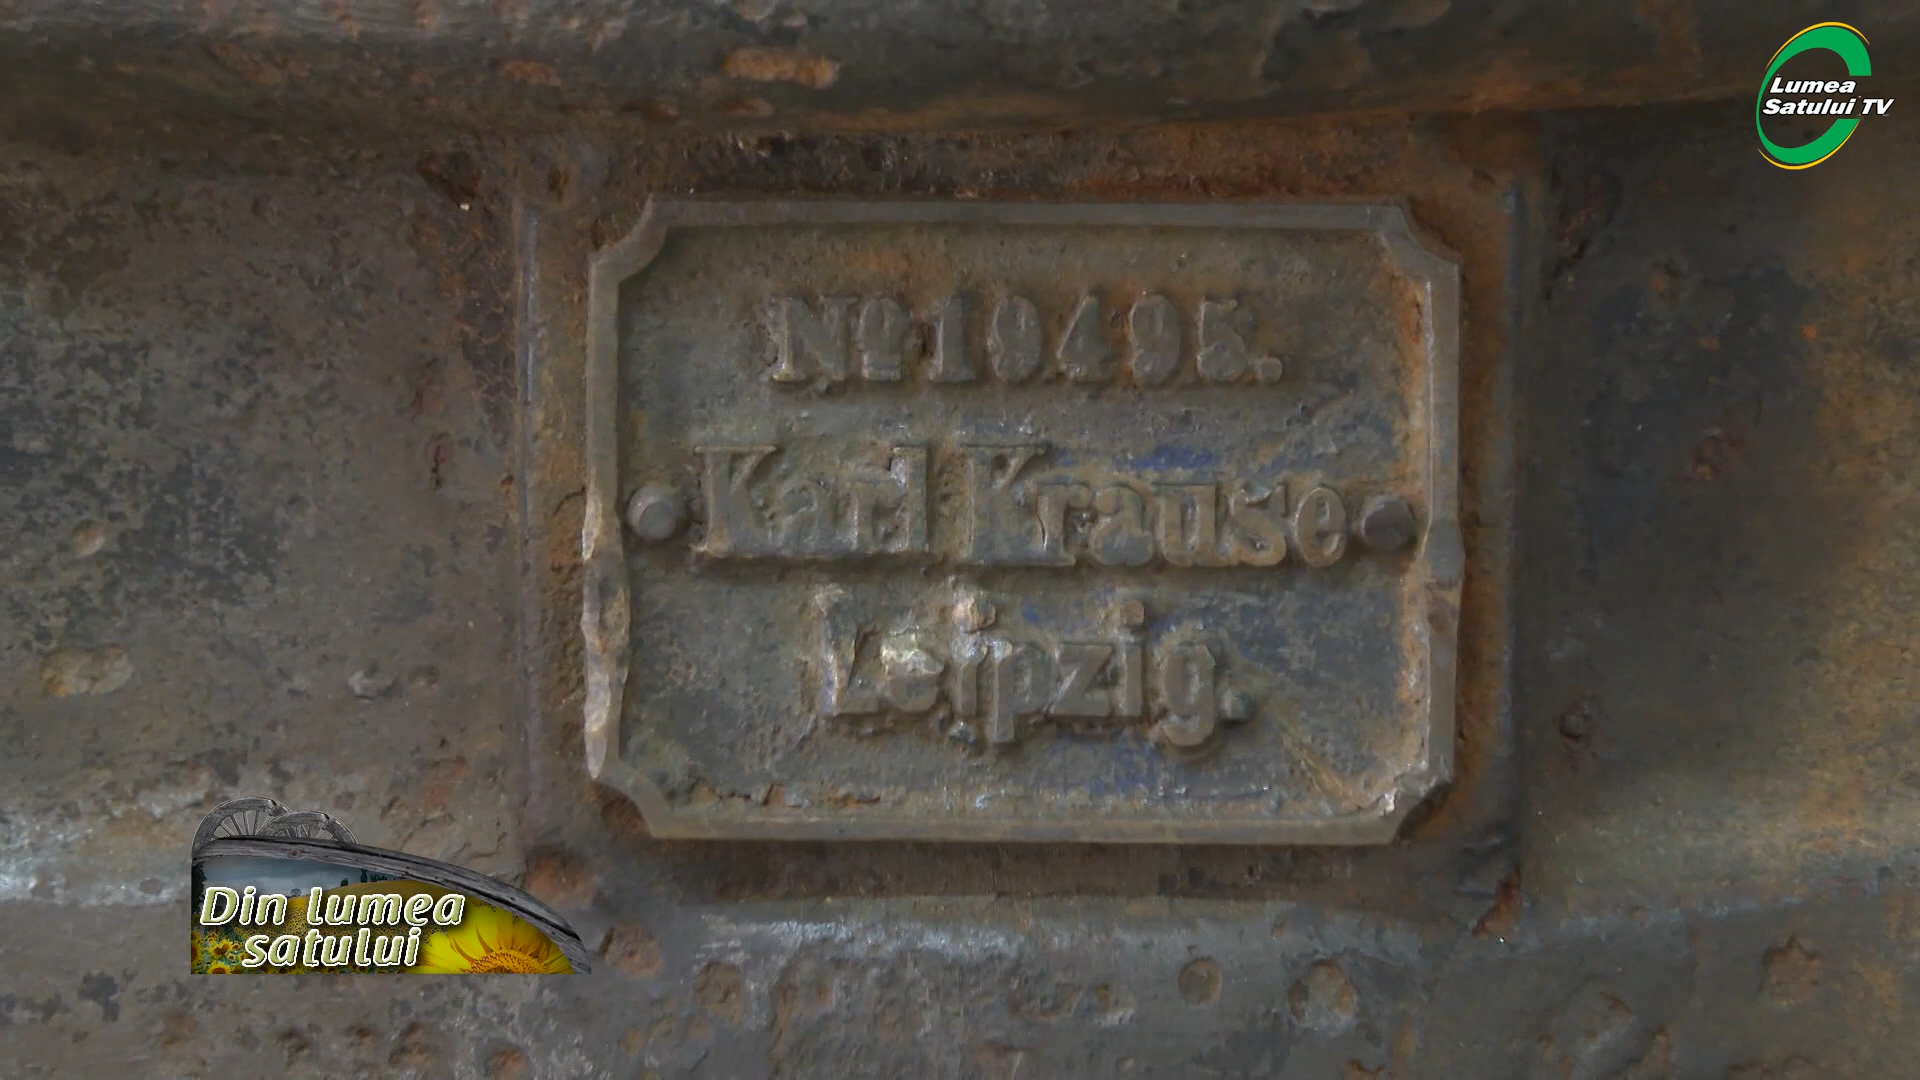 Lumea
Satului TV
Nº 19495.
Karl Krause
Leipzig.
Din lumea
satului